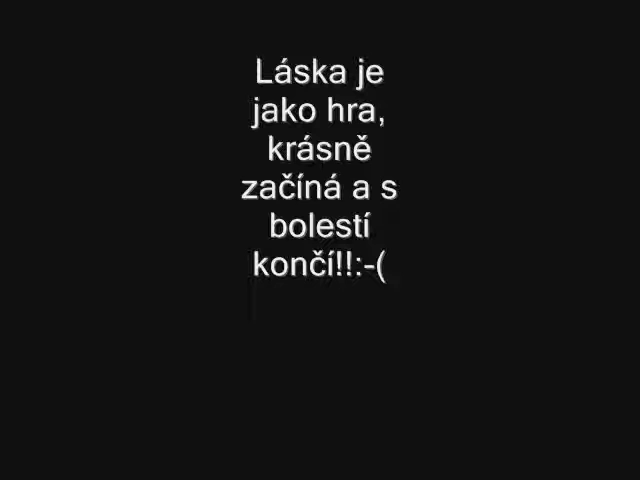 Láska je
jako hra,
krásně
začíná a s
bolestí
končí!!:-(